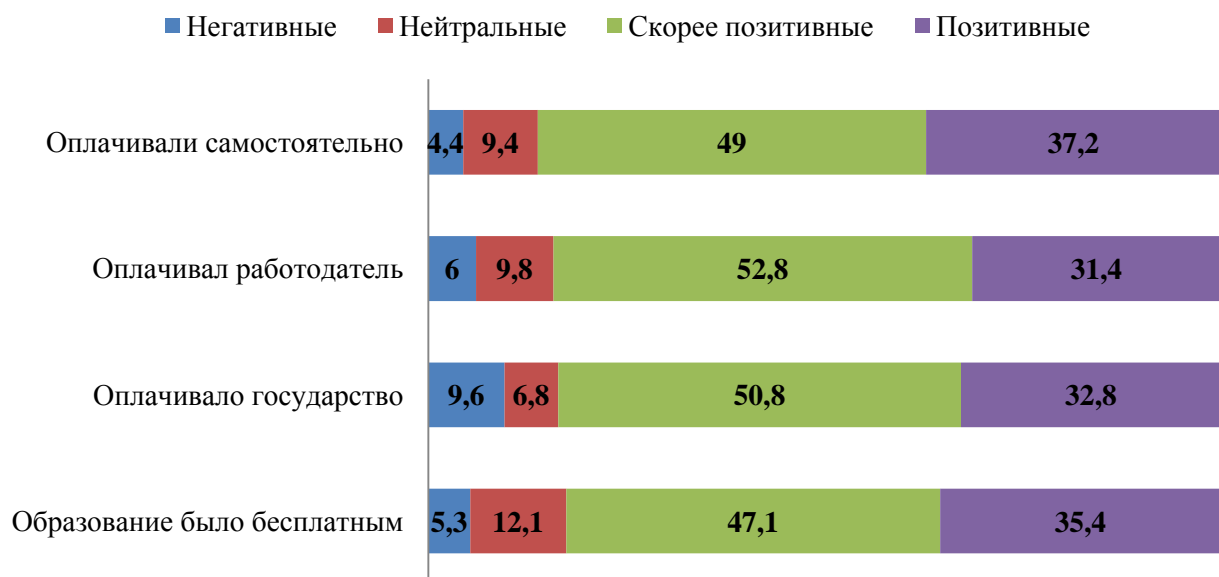 Негативные Нейтральные Скорее позитивные Позитивные
Оплачивали самостоятельно 4,4 9,4 49 37,2
Оплачивал работодатель 6 9,8 52,8 31,4
Оплачивало государство 9,6 6,8 50,8 32,8
Образование было бесплатным 5,3 12,1 47,1 35,4